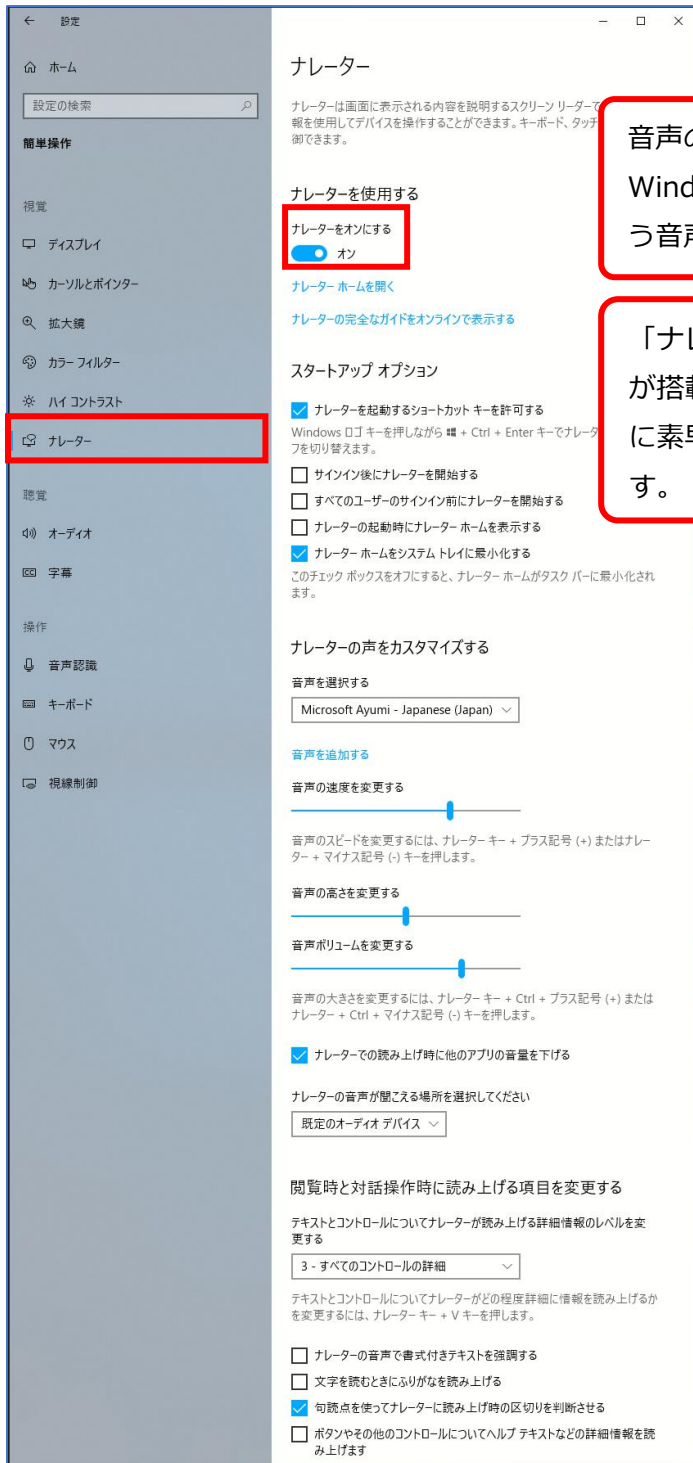 設定
ホーム
設定の検索
簡単操作
視覚
ディスプレイ
カーソルとポインター
拡大鏡
カラー フィルター
ハイ コントラスト
ナレーター
聴覚
オーディオ
字幕
操作
音声認識
キーボード
マウス
視線制御
ナレーター
ナレーターは画面に表示される内容を説明するスクリーン リーダーで
報を使用してデバイスを操作することができます。キーボード、タッチ
御できます。
ナレーターを使用する
ナレーターをオンにする
オン
ナレーター ホームを開く
ナレーターの完全なガイドをオンラインで表示する
スタートアップ オプション
ナレーターを起動するショートカット キーを許可する
Windows ロゴ キーを押しながら + Ctrl + Enter キーでナレータ
フを切り替えます。
サインイン後にナレーターを開始する
すべてのユーザーのサインイン前にナレーターを開始する
ナレーターの起動時にナレーター ホームを表示する
ナレーター ホームをシステム トレイに最小化する
このチェック ボックスをオフにすると、ナレーター ホームがタスク バーに最小化され
ます。
ナレーターの声をカスタマイズする
音声を選択する
Microsoft Ayumi - Japanese (Japan)
音声を追加する
音声の速度を変更する
音声のスピードを変更するには、ナレーター キー + プラス記号 (+) またはナレー
ター + マイナス記号 (-) キーを押します。
音声の高さを変更する
音声ボリュームを変更する
音声の大きさを変更するには、ナレーター キー + Ctrl + プラス記号 (+) または
ナレーター + Ctrl + マイナス記号 (-) キーを押します。
ナレーターでの読み上げ時に他のアプリの音量を下げる
ナレーターの音声が聞こえる場所を選択してください
既定のオーディオ デバイス
閲覧時と対話操作時に読み上げる項目を変更する
テキストとコントロールについてナレーターが読み上げる詳細情報のレベルを変
更する
3 - すべてのコントロールの詳細
テキストとコントロールについてナレーターがどの程度詳細に情報を読み上げるか
を変更するには、ナレーター キー + V キーを押します。
ナレーターの音声で書式付きテキストを強調する
文字を読むときにふりがなを読み上げる
句読点を使ってナレーターに読み上げ時の区切りを判断させる
ボタンやその他のコントロールについてヘルプ テキストなどの詳細情報を読
み上げます
音声の
Wind
う音声
「ナレ
が搭載
に素早
す。